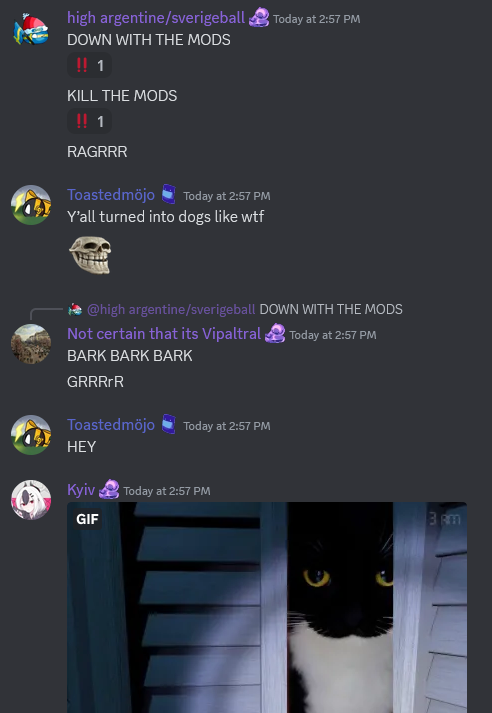 high argentine/sverigeball Today at 2:57 PM
DOWN WITH THE MODS
‼ 1
KILL THE MODS
‼ 1
RAGRRR
Toastedmöjo Today at 2:57 PM
Y'all turned into dogs like wtf
@high argentine/sverigeball DOWN WITH THE MODS
Not certain that its Vipaltral Today at 2:57 PM
BARK BARK BARK
GRRRrR
Toastedmöjo Today at 2:57 PM
HEY
Kyiv Today at 2:57 PM
GIF
3 am